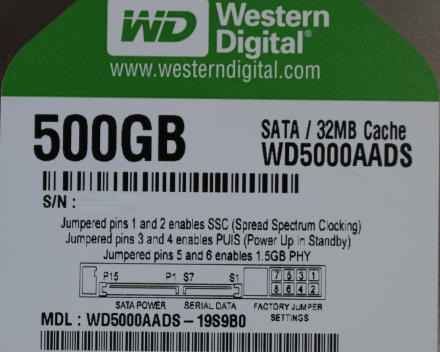 WD Western
Digital®
www.westerndigital.com
500GB
SATA / 32MB Cache
WD5000AADS
S/N :
Jumpered pins 1 and 2 enables SSC (Spread Spectrum Clocking)
Jumpered pins 3 and 4 enables PUIS (Power Up in Standby)
Jumpered pins 5 and 6 enables 1.5GB PHY
P15 P1 S7 S1 7 5 3 1
8 6 4 2
SATA POWER SERIAL DATA FACTORY JUMPER
SETTINGS
MDL : WD5000AADS - 19S9B0